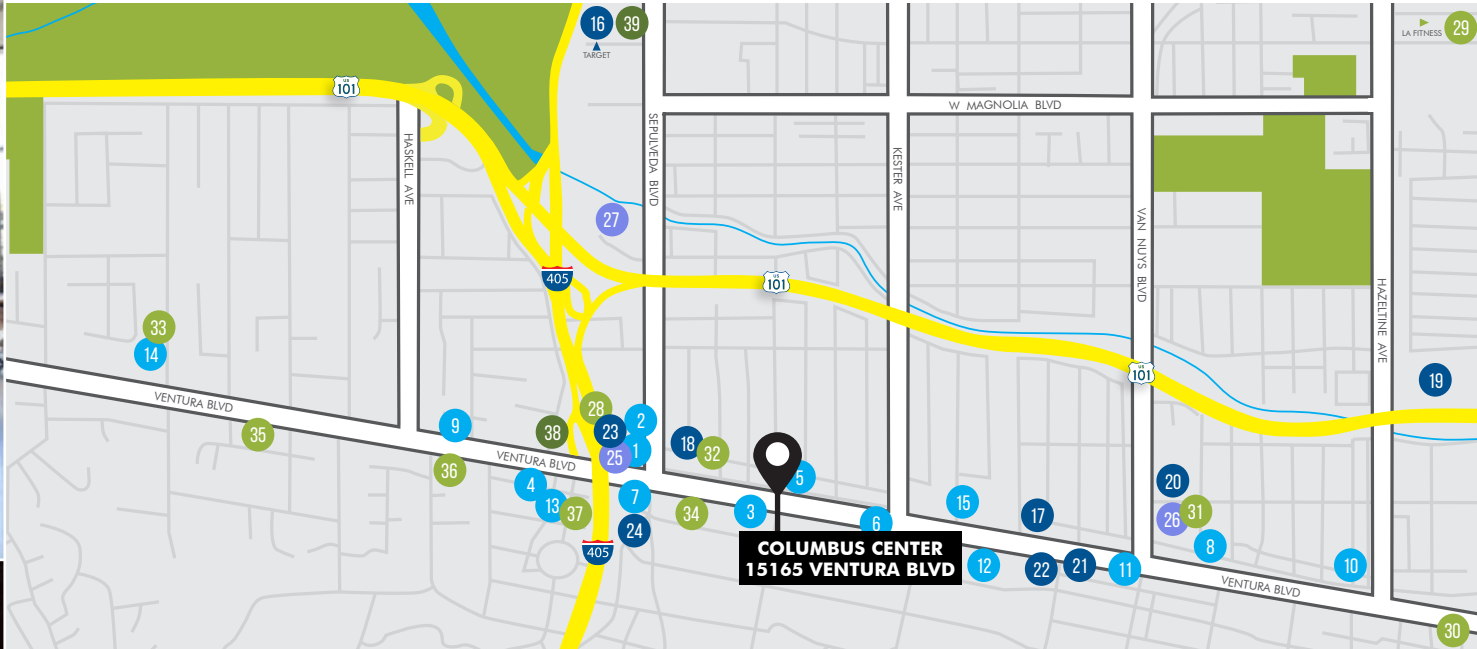 16
39
TARGET
LA FITNESS
29
US
101
W MAGNOLIA BLVD
HASKELL AVE
SEPULVEDA BLVD
KESTER AVE
VAN NUYS BLVD
HAZELTINE AVE
27
405
US
101
33
14
US
101
19
VENTURA BLVD
35
9
36
38
28
23
2
1
25
VENTURA BLVD
4
13
37
7
24
405
18
32
34
3
5
6
COLUMBUS CENTER
15165 VENTURA BLVD
15
17
12
22
21
11
20
26
31
8
10
VENTURA BLVD
30